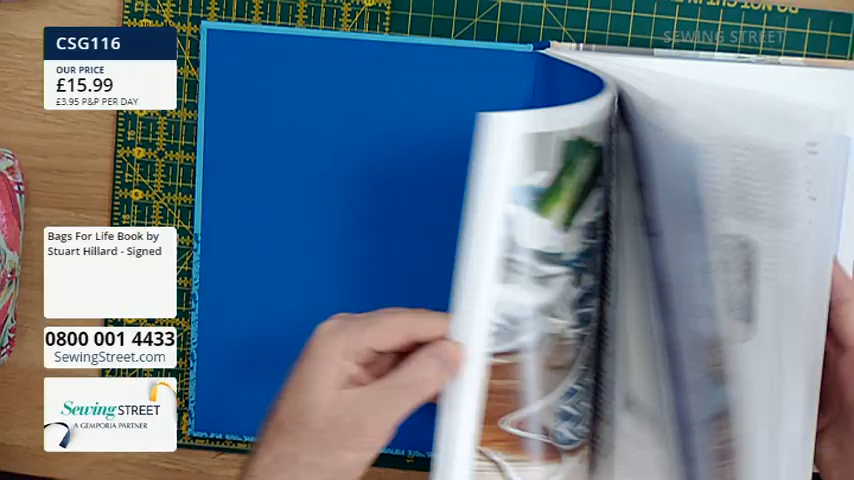 CSG116
OUR PRICE
£15.99
£3.95 P&P PER DAY
Bags For Life Book by
Stuart Hillard - Signed
0800 001 4433
SewingStreet.com
Sewing STREET
A GEMPORIA PARTNER
SEWING STREET